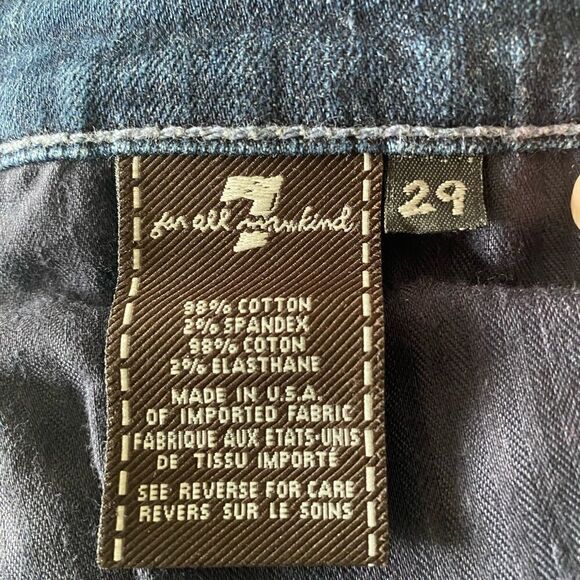 7
for all mankind
29
98% COTTON
2% SPANDEX
98% COTON
2% ELASTHANE
MADE IN U.S.A.
OF IMPORTED FABRIC
FABRIQUE AUX ETATS-UNIS
DE TISSU IMPORTÉ
SEE REVERSE FOR CARE
REVERS SUR LE SOINS